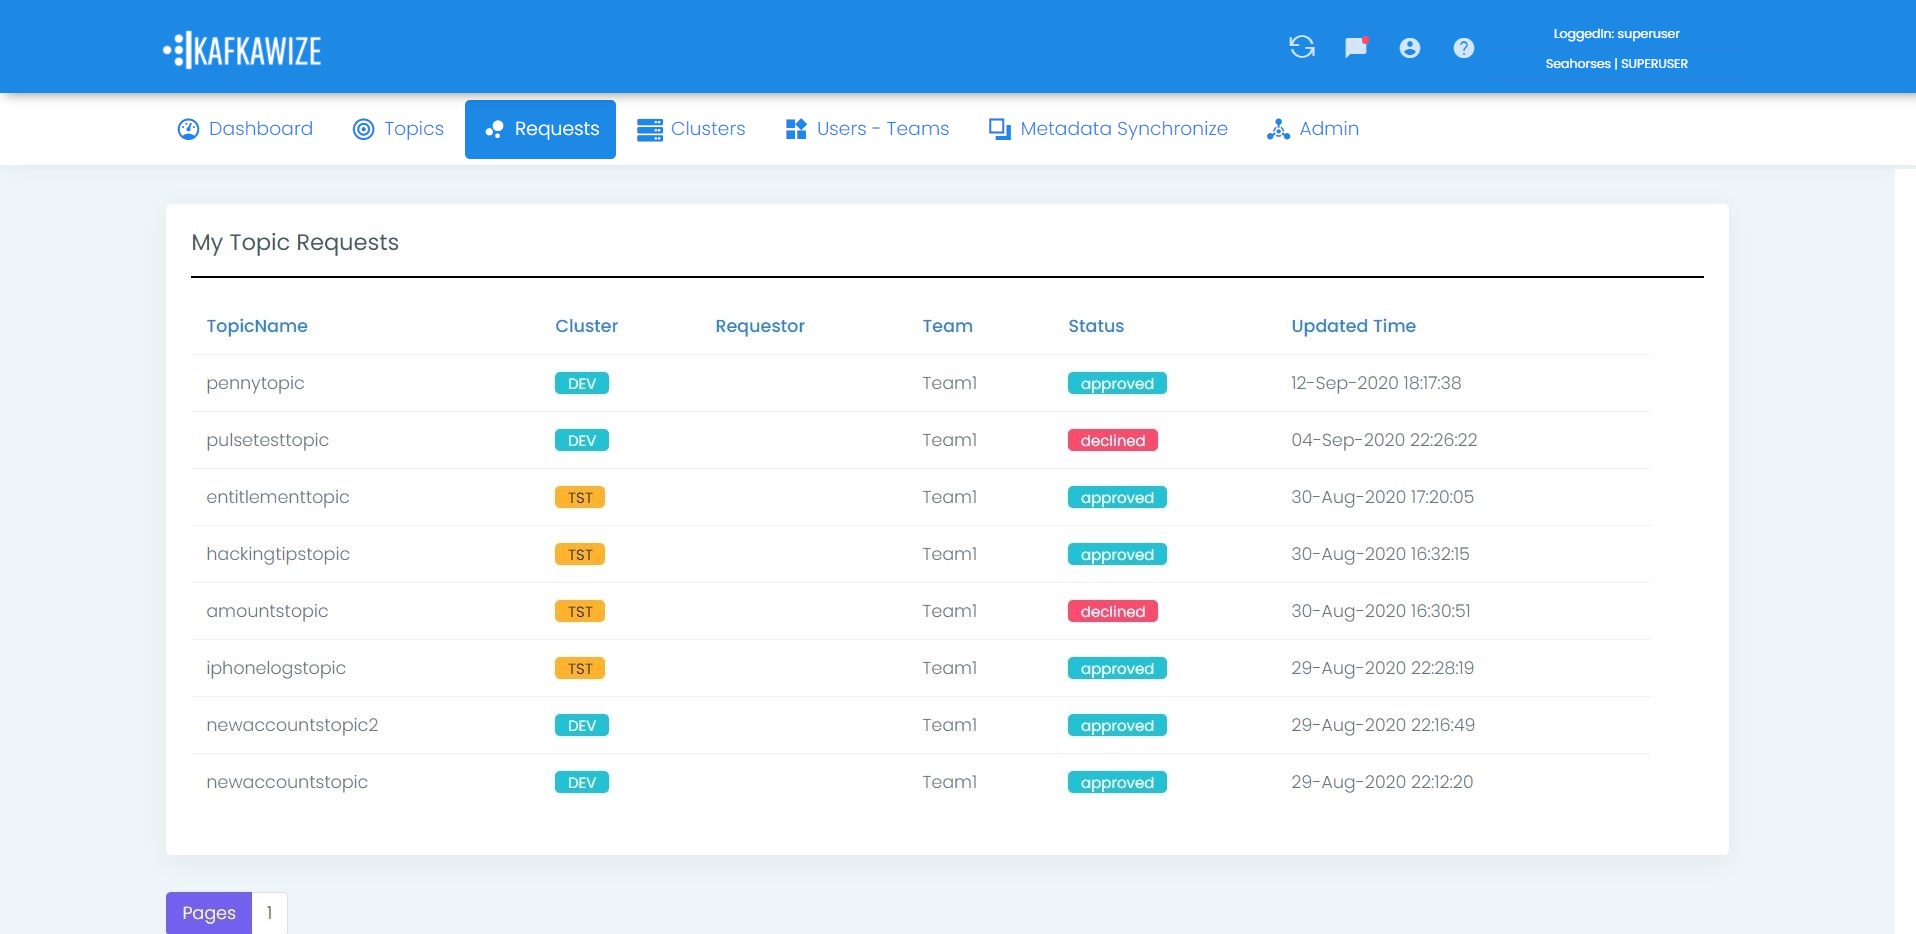 KAFKAWIZE
LoggedIn: superuser
Seahorses | SUPERUSER
Dashboard Topics Requests Clusters Users - Teams Metadata Synchronize Admin
My Topic Requests
TopicName Cluster Requestor Team Status Updated Time
pennytopic DEV Team1 approved 12-Sep-2020 18:17:38
pulsetesttopic DEV Team1 declined 04-Sep-2020 22:26:22
entitlementtopic TST Team1 approved 30-Aug-2020 17:20:05
hackingtipstopic TST Team1 approved 30-Aug-2020 16:32:15
amountstopic TST Team1 declined 30-Aug-2020 16:30:51
iphonelogstopic TST Team1 approved 29-Aug-2020 22:28:19
newaccountstopic2 DEV Team1 approved 29-Aug-2020 22:16:49
newaccountstopic DEV Team1 approved 29-Aug-2020 22:12:20
Pages 1